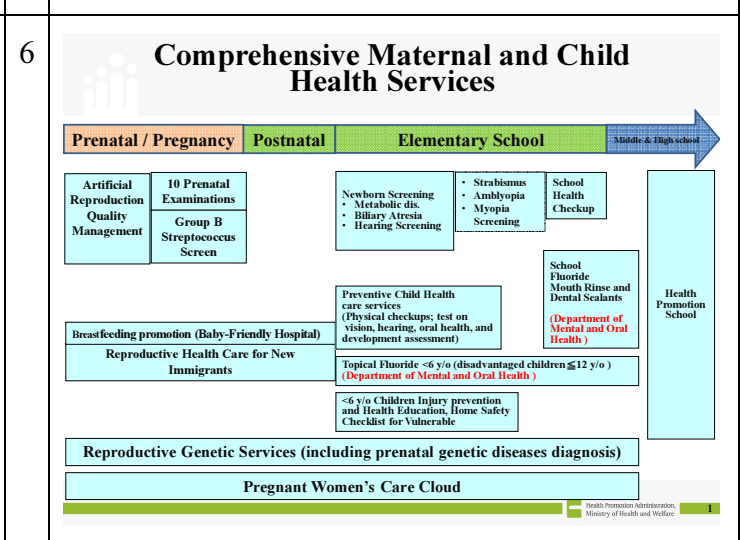 6
Comprehensive Maternal and Child
Health Services
Prenatal / Pregnancy
Postnatal
Elementary School
Middle & High school
Artificial
Reproduction
Quality
Management
10 Prenatal
Examinations
Group B
Streptococcus
Screen
Newborn Screening
• Metabolic dis.
• Biliary Atresia
• Hearing Screening
• Strabismus
• Amblyopia
• Myopia
Screening
School
Health
Checkup
School
Fluoride
Mouth Rinse and
Dental Sealants
(Department of
Mental and Oral
Health )
Health
Promotion
School
Preventive Child Health
care services
(Physical checkups; test on
vision, hearing, oral health, and
development assessment)
Breastfeeding promotion (Baby-Friendly Hospital)
Reproductive Health Care for New
Immigrants
Topical Fluoride <6 y/o (disadvantaged children≦12 y/o )
(Department of Mental and Oral Health )
<6 y/o Children Injury prevention
and Health Education, Home Safety
Checklist for Vulnerable
Reproductive Genetic Services (including prenatal genetic diseases diagnosis)
Pregnant Women's Care Cloud
Health Promotion Administration,
Ministry of Health and Welfare
1